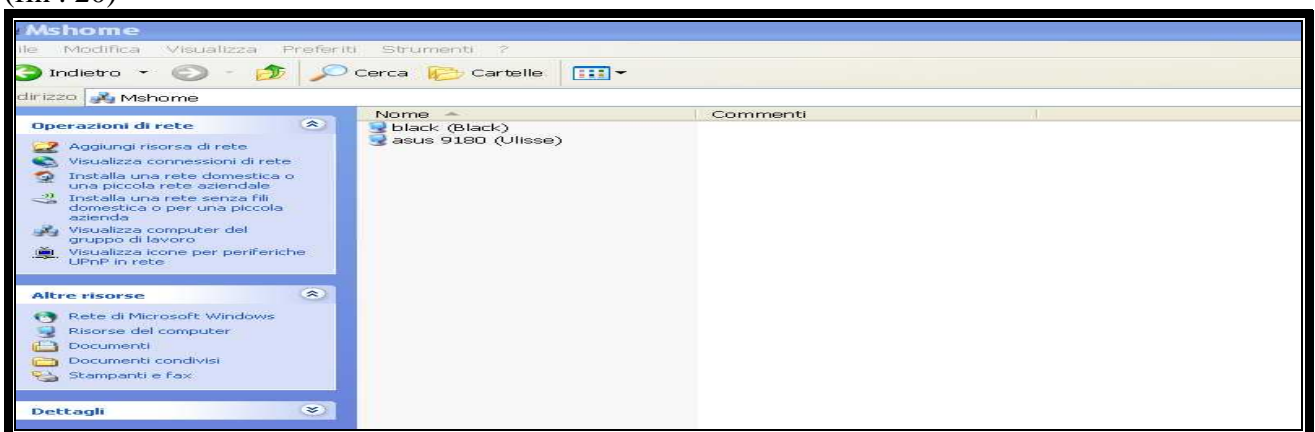 Mshome
ile Modifica Visualizza Preferiti Strumenti ?
Indietro Cerca Cartelle
dirizzo Mshome
Nome Commenti
black (Black)
asus 9180 (Ulisse)
Operazioni di rete
Aggiungi risorsa di rete
Visualizza connessioni di rete
Installa una rete domestica o
una piccola rete aziendale
Installa una rete senza fili
domestica o per una piccola
azienda
Visualizza computer del
gruppo di lavoro
Visualizza icone per periferiche
UPnP in rete
Altre risorse
Rete di Microsoft Windows
Risorse del computer
Documenti
Documenti condivisi
Stampanti e fax
Dettagli